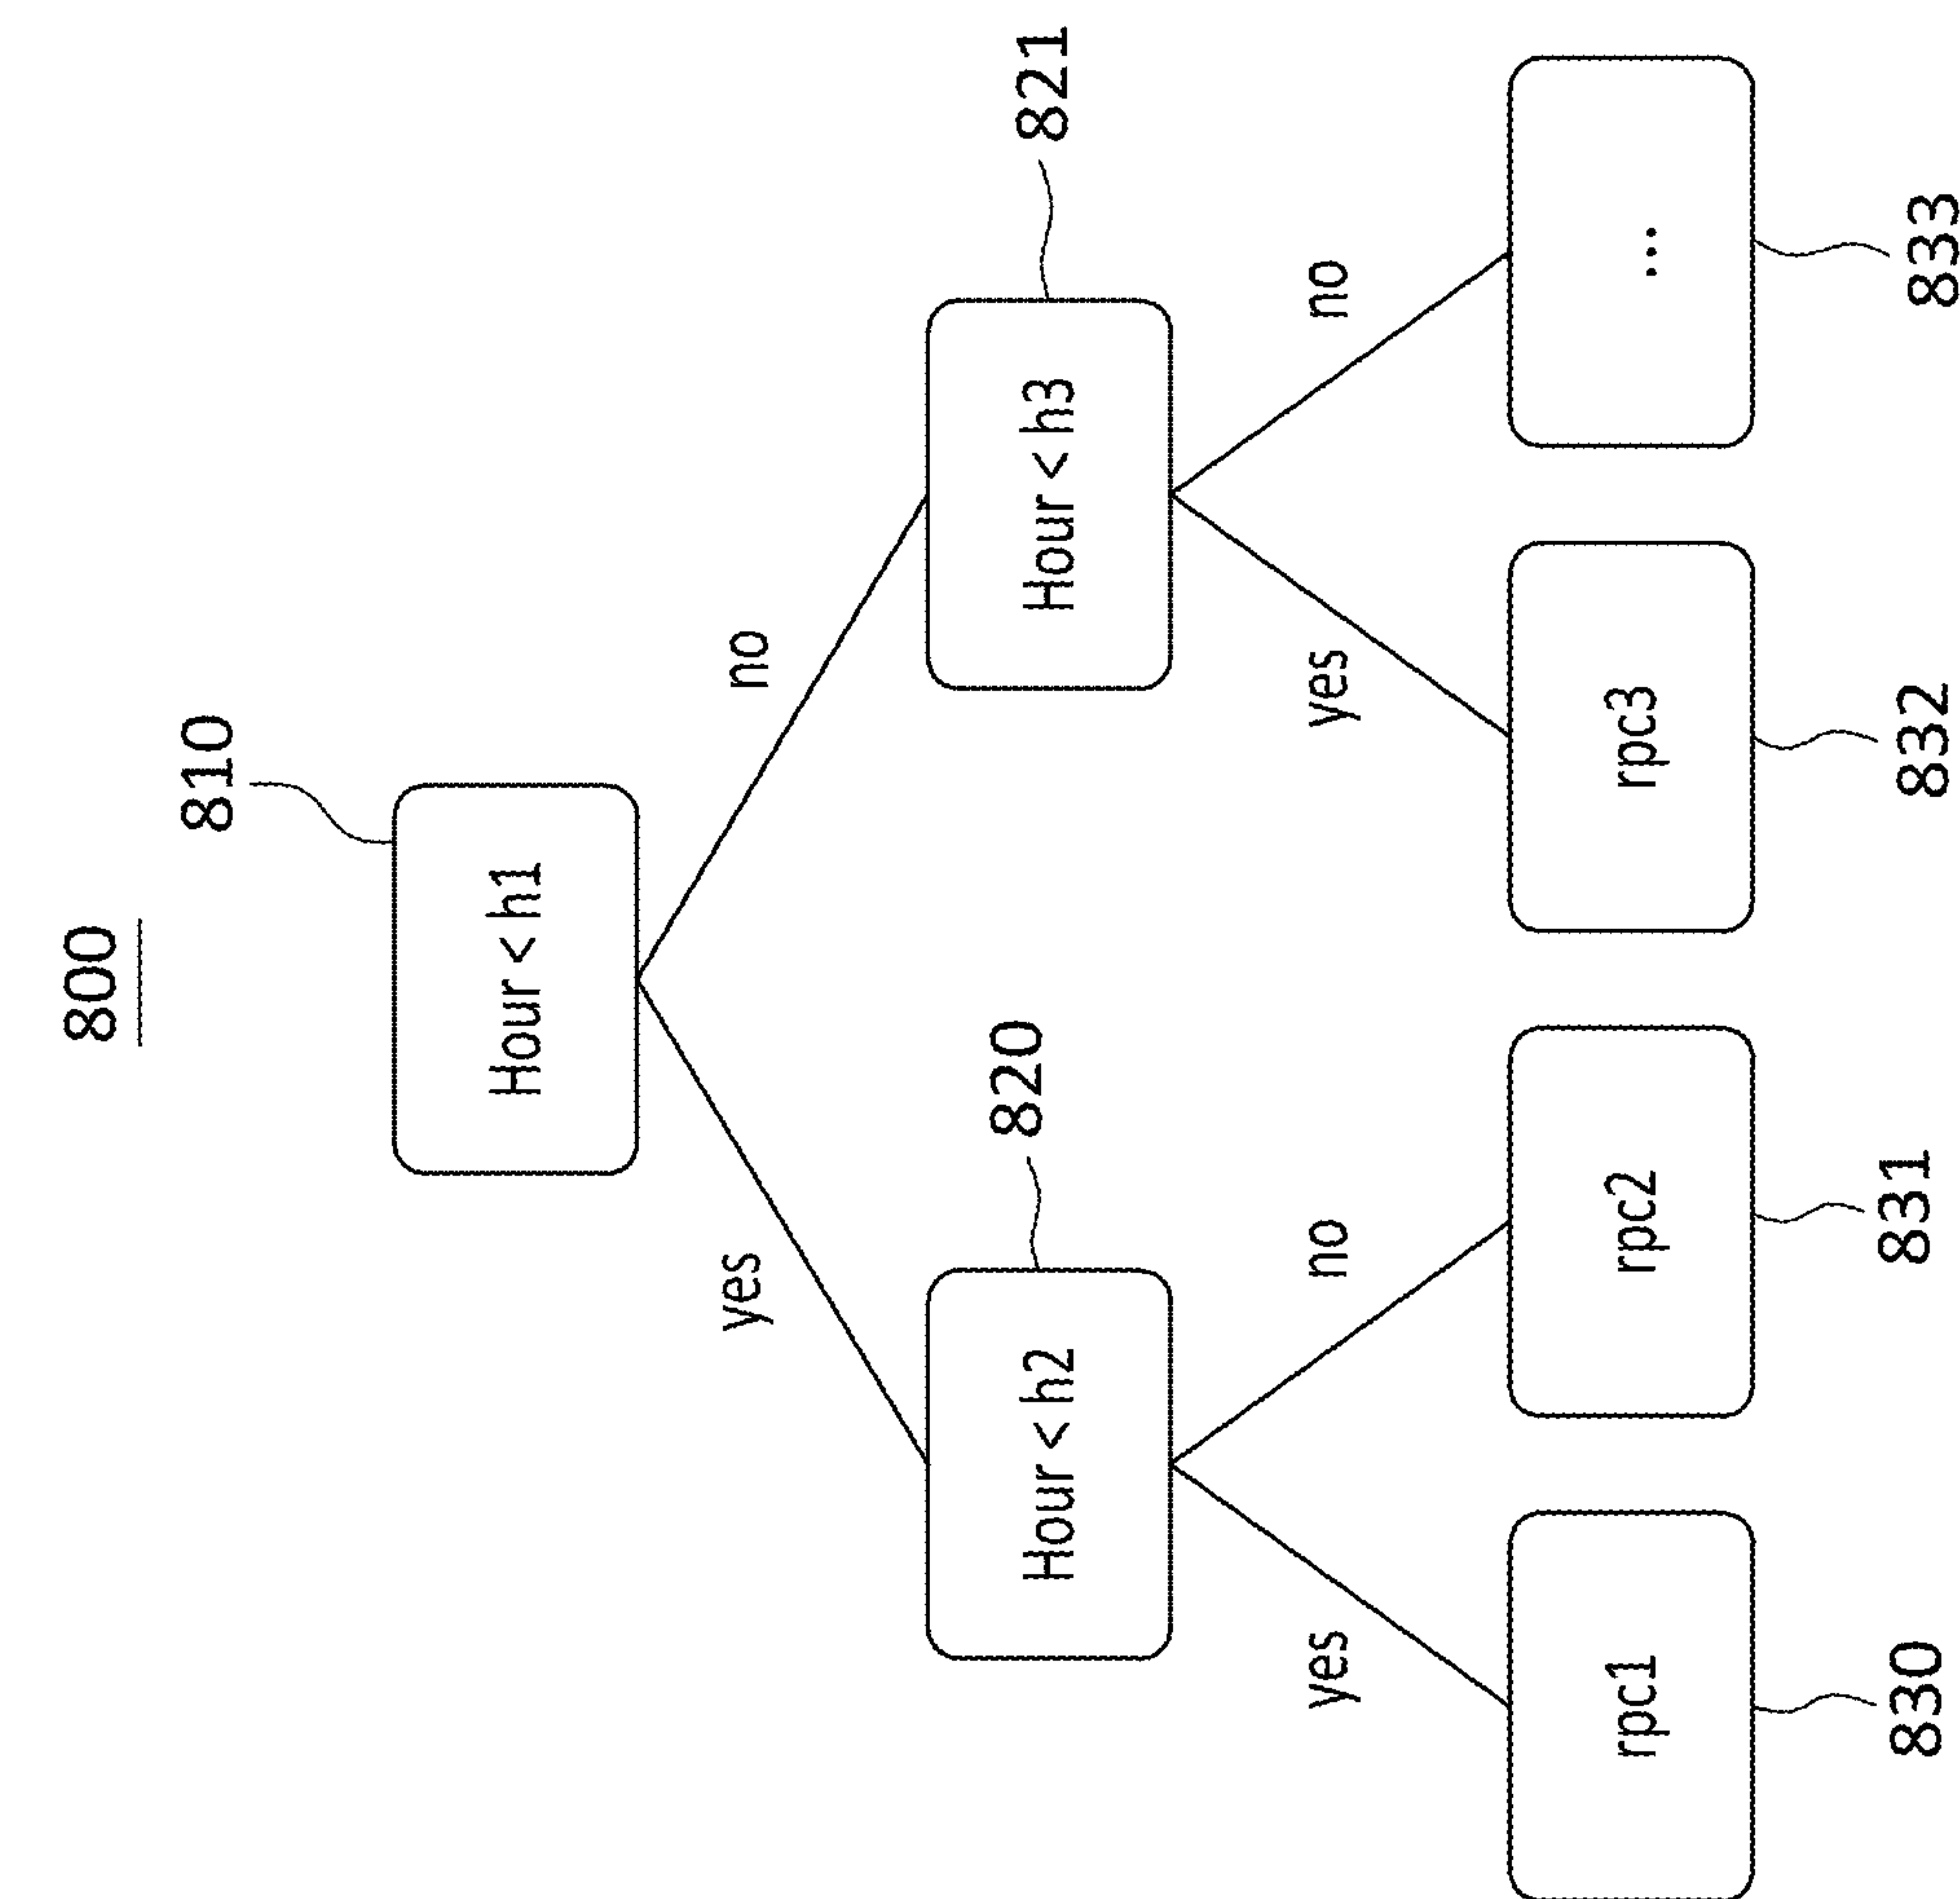 800
810
Hour < h1
yes
no
820
821
Hour < h2
Hour < h3
yes
no
yes
no
rpc1
rpc2
rpc3
...
830
831
832
833